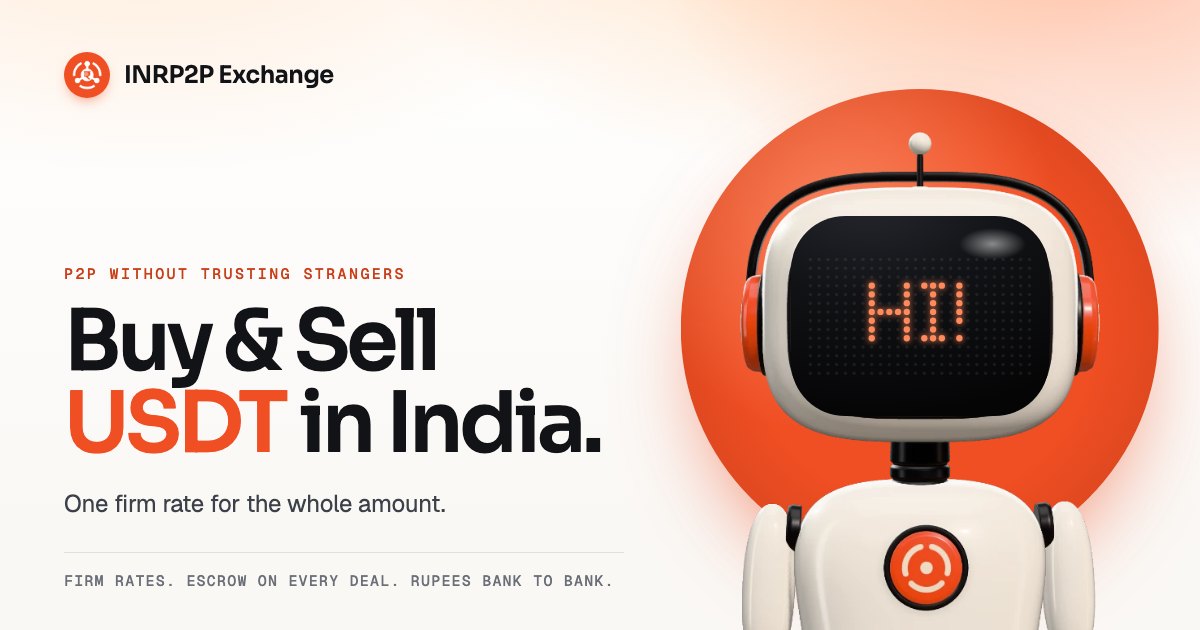 INRP2P Exchange
P2P WITHOUT TRUSTING STRANGERS
Buy & Sell
USDT in India.
One firm rate for the whole amount.
FIRM RATES. ESCROW ON EVERY DEAL. RUPEES BANK TO BANK.
HI!